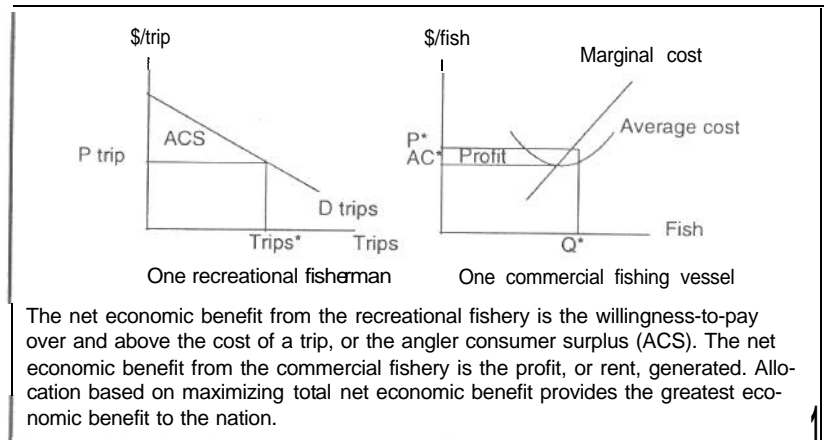 $/trip
$/fish
Marginal cost
Average cost
ACS
P*
AC*
Profit
P trip
D trips
Fish
Trips*
Trips
Q*
One recreational fisherman
One commercial fishing vessel
The net economic benefit from the recreational fishery is the willingness-to-pay
over and above the cost of a trip, or the angler consumer surplus (ACS). The net
economic benefit from the commercial fishery is the profit, or rent, generated. Allo-
cation based on maximizing total net economic benefit provides the greatest eco-
nomic benefit to the nation.
1